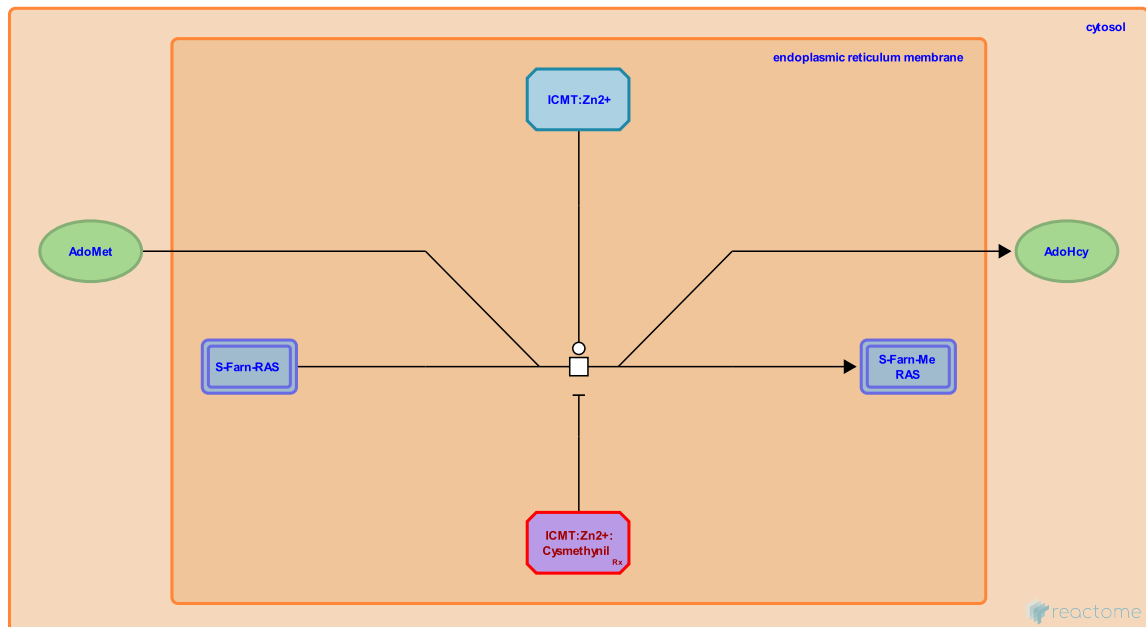 cytosol
endoplasmic reticulum membrane
ICMT:Zn2+
AdoMet
AdoHcy
S-Farn-RAS
S-Farn-Me
RAS
ICMT:Zn2+:
Cysmethynil
Rx
reactome